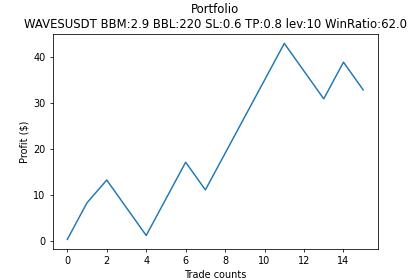 Portfolio
WAVESUSDT BBM:2.9 BBL:220 SL:0.6 TP:0.8 lev:10 WinRatio:62.0
40
30
20
10
0
Profit ($)
0 2 4 6 8 10 12 14
Trade counts